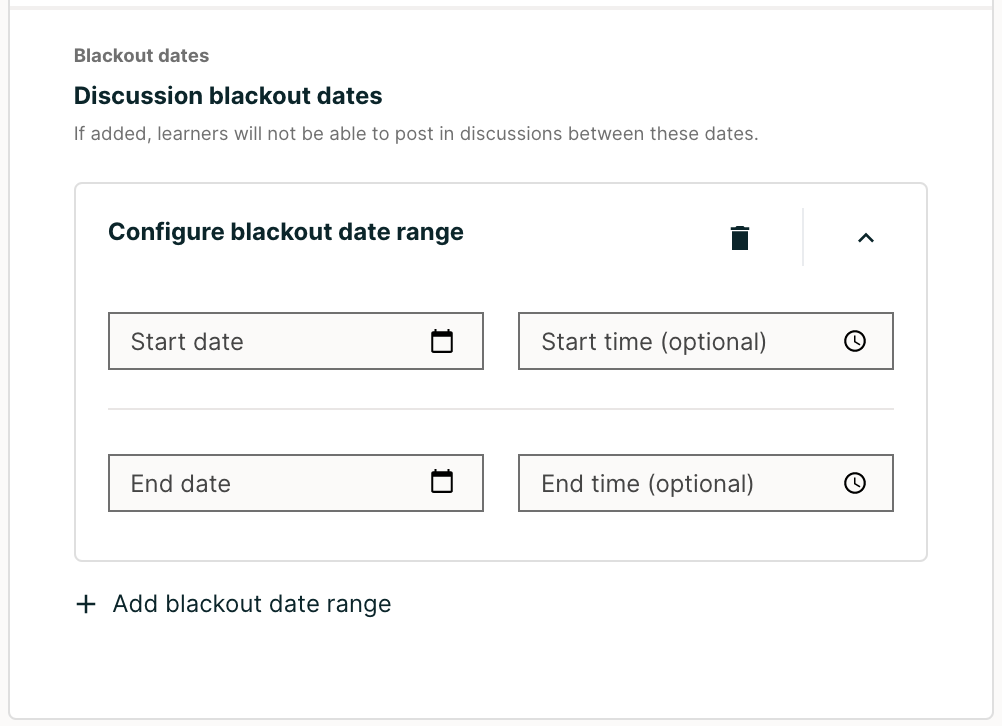 Blackout dates
Discussion blackout dates
If added, learners will not be able to post in discussions between these dates.
Configure blackout date range
Start date
Start time (optional)
End date
End time (optional)
Add blackout date range